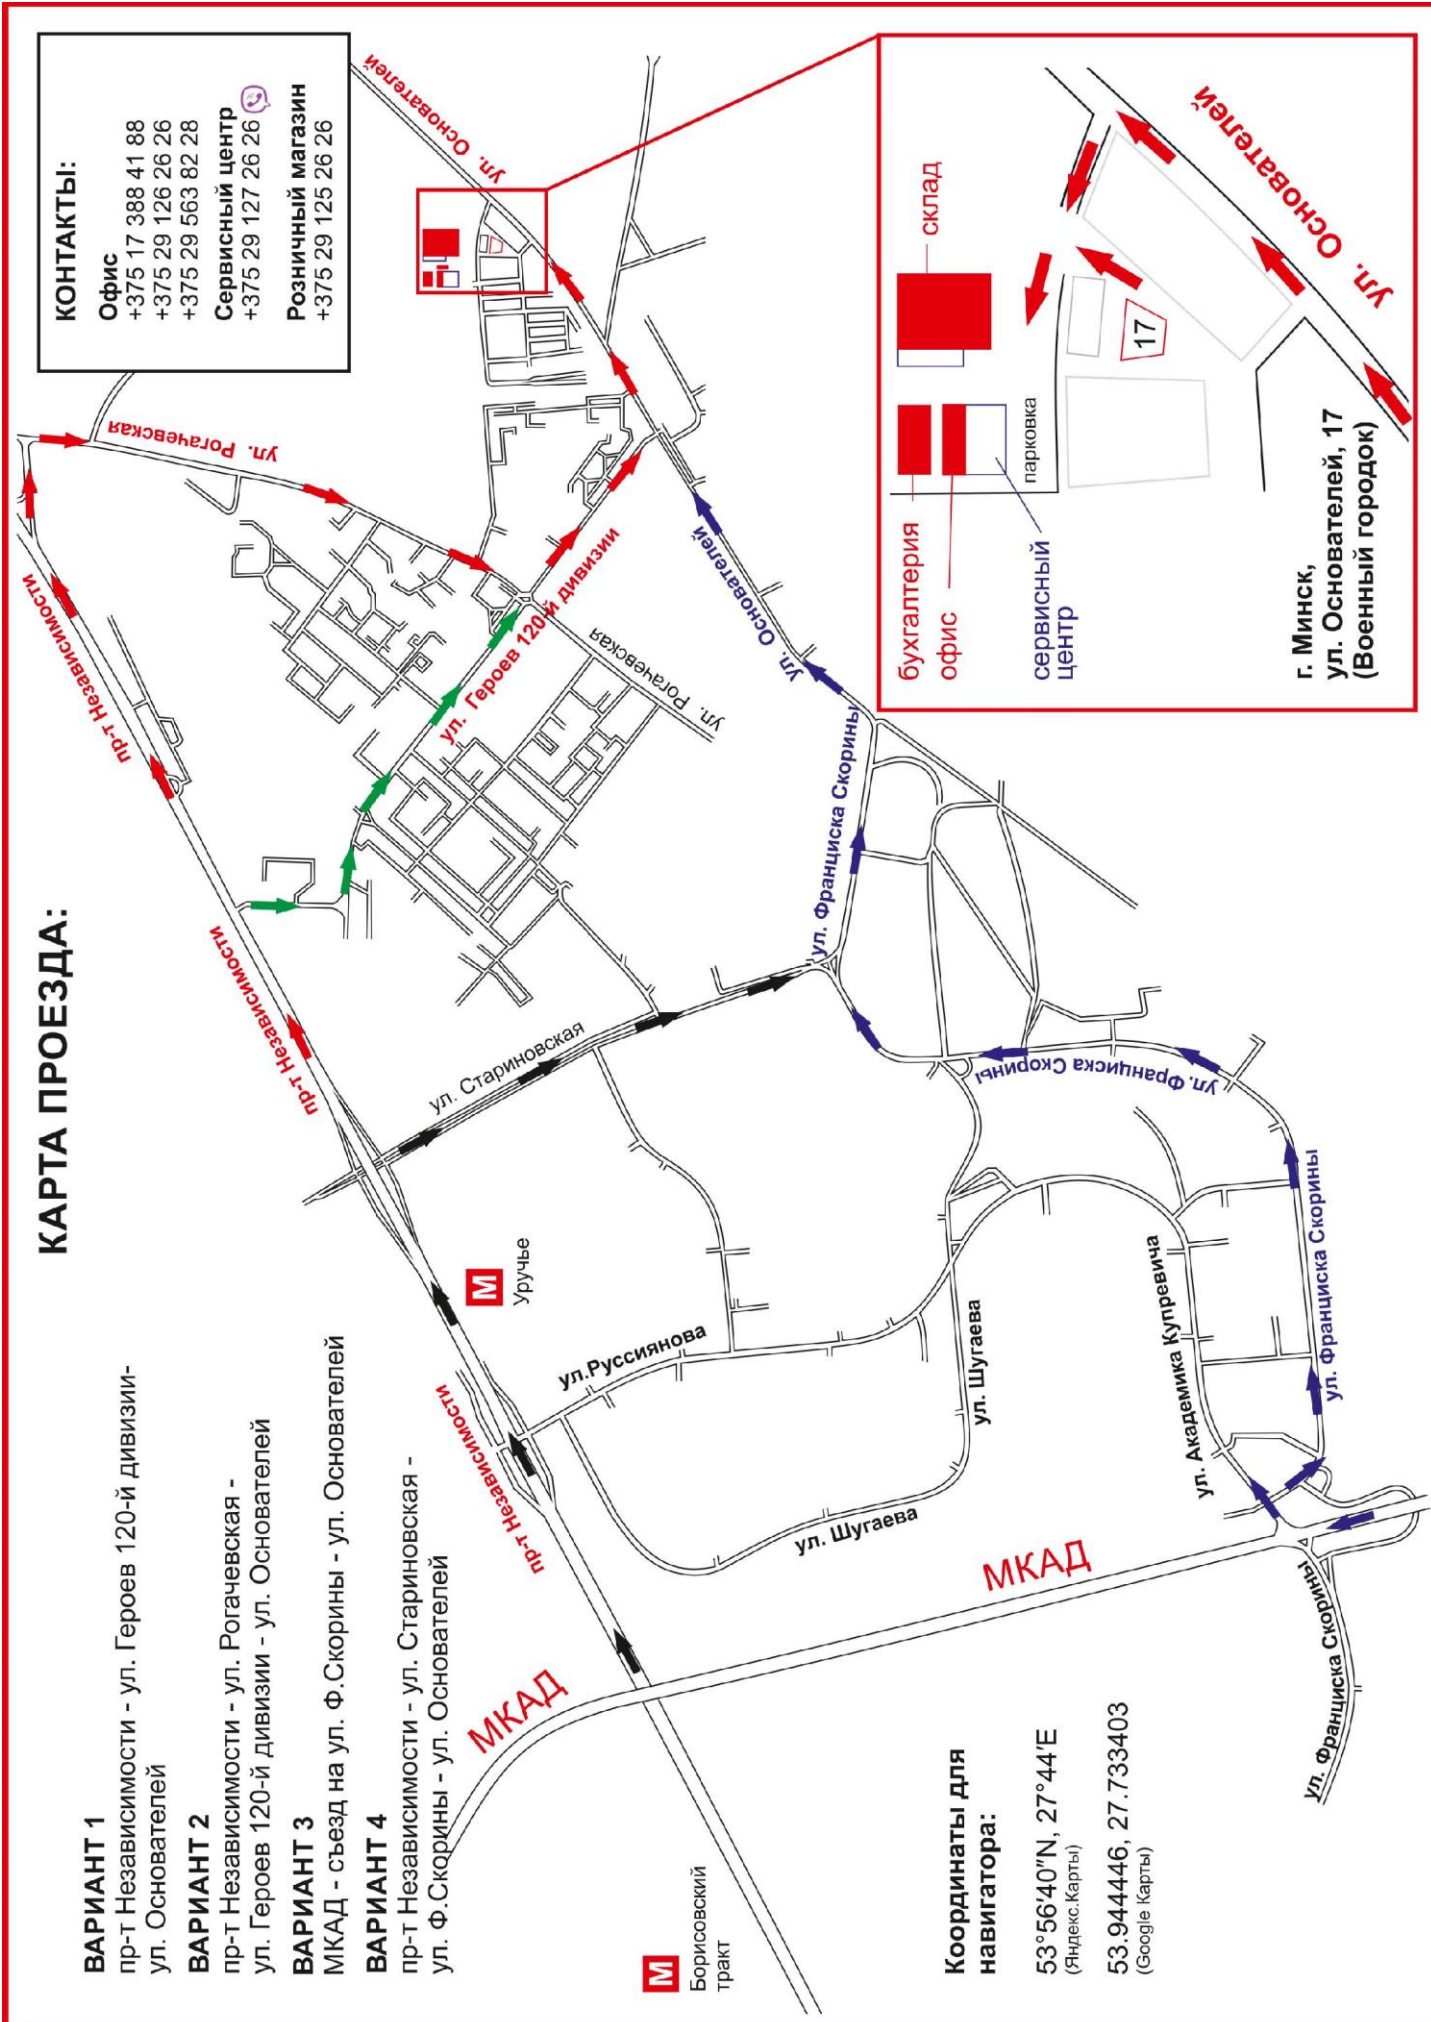 КАРТА ПРОЕЗДА:
ВАРИАНТ 1
пр-т Независимости - ул. Героев 120-й дивизии-
ул. Основателей
ВАРИАНТ 2
пр-т Независимости - ул. Рогачевская -
ул. Героев 120-й дивизии - ул. Основателей
ВАРИАНТ 3
МКАД - съезд на ул. Ф.Скорины - ул. Основателей
ВАРИАНТ 4
пр-т Независимости - ул. Стариновская -
ул. Ф.Скорины - ул. Основателей
КОНТАКТЫ:
Офис
+375 17 388 41 88
+375 29 126 26 26
+375 29 563 82 28
Сервисный центр
+375 29 127 26 26
Розничный магазин
+375 29 125 26 26
ул. Основателей
ул. Рогачевская
пр-т Независимости
пр-т Независимости
пр-т Независимости
ул. Героев 120-й дивизии
ул. Рогачевская
ул. Основателей
ул. Стариновская
ул. Франциска Скорины
ул. Франциска Скорины
ул. Франциска Скорины
ул. Франциска Скорины
М
Уручье
ул.Руссиянова
ул. Шугаева
ул. Шугаева
ул. Академика Купревича
МКАД
МКАД
М
Борисовский
тракт
Координаты для
навигатора:
53°56'40"N, 27°44'E
(Яндекс.Карты)
53.944446, 27.733403
(Google Карты)
бухгалтерия
офис
сервисный
центр
склад
парковка
17
ул. Основателей
г. Минск,
ул. Основателей, 17
(Военный городок)